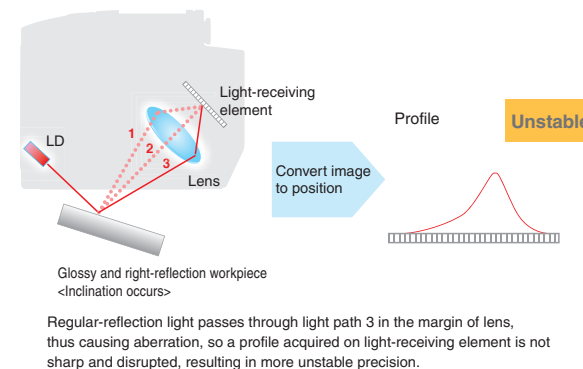 Light-receiving
element
Profile
Unstable
LD
1
2
3
Lens
Convert image
to position
Glossy and right-reflection workpiece
<Inclination occurs>
Regular-reflection light passes through light path 3 in the margin of lens,
thus causing aberration, so a profile acquired on light-receiving element is not
sharp and disrupted, resulting in more unstable precision.